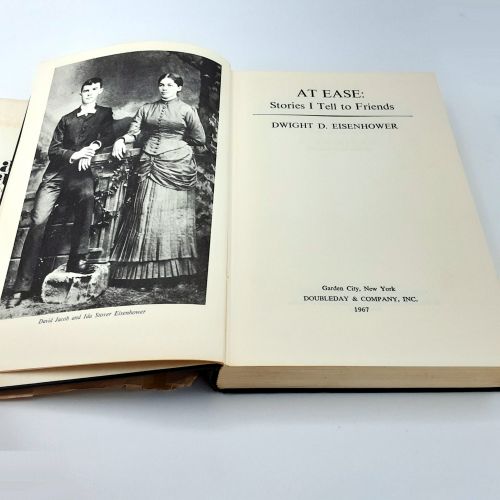 David Jacob and Ida Stover Eisenhower
AT EASE:
Stories I Tell to Friends
DWIGHT D. EISENHOWER
Garden City, New York
DOUBLEDAY & COMPANY, INC.
1967